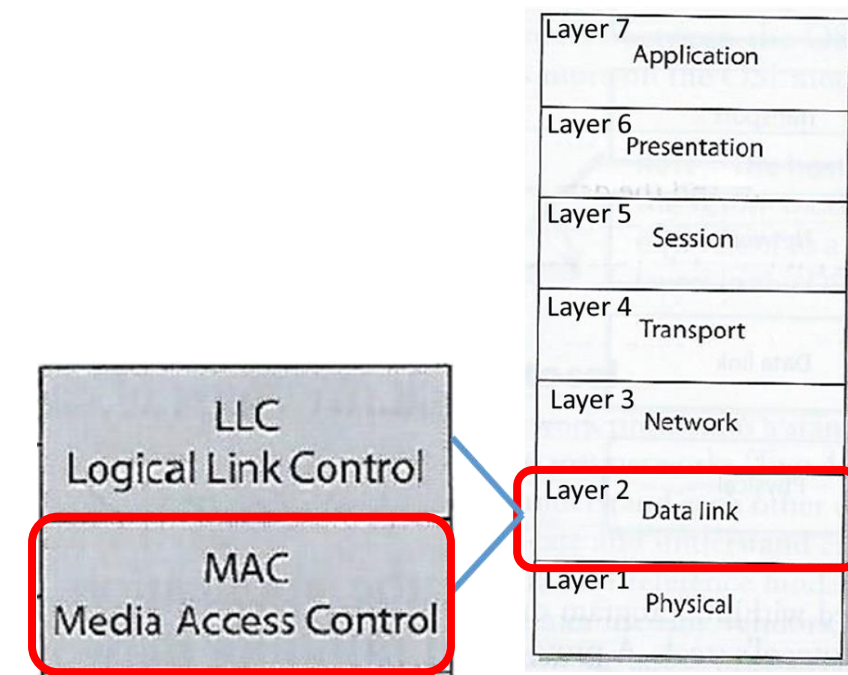 LLC
Logical Link Control
MAC
Media Access Control
Layer 7
Application
Layer 6
Presentation
Layer 5
Session
Layer 4
Transport
Layer 3
Network
Layer 2
Data link
Layer 1
Physical